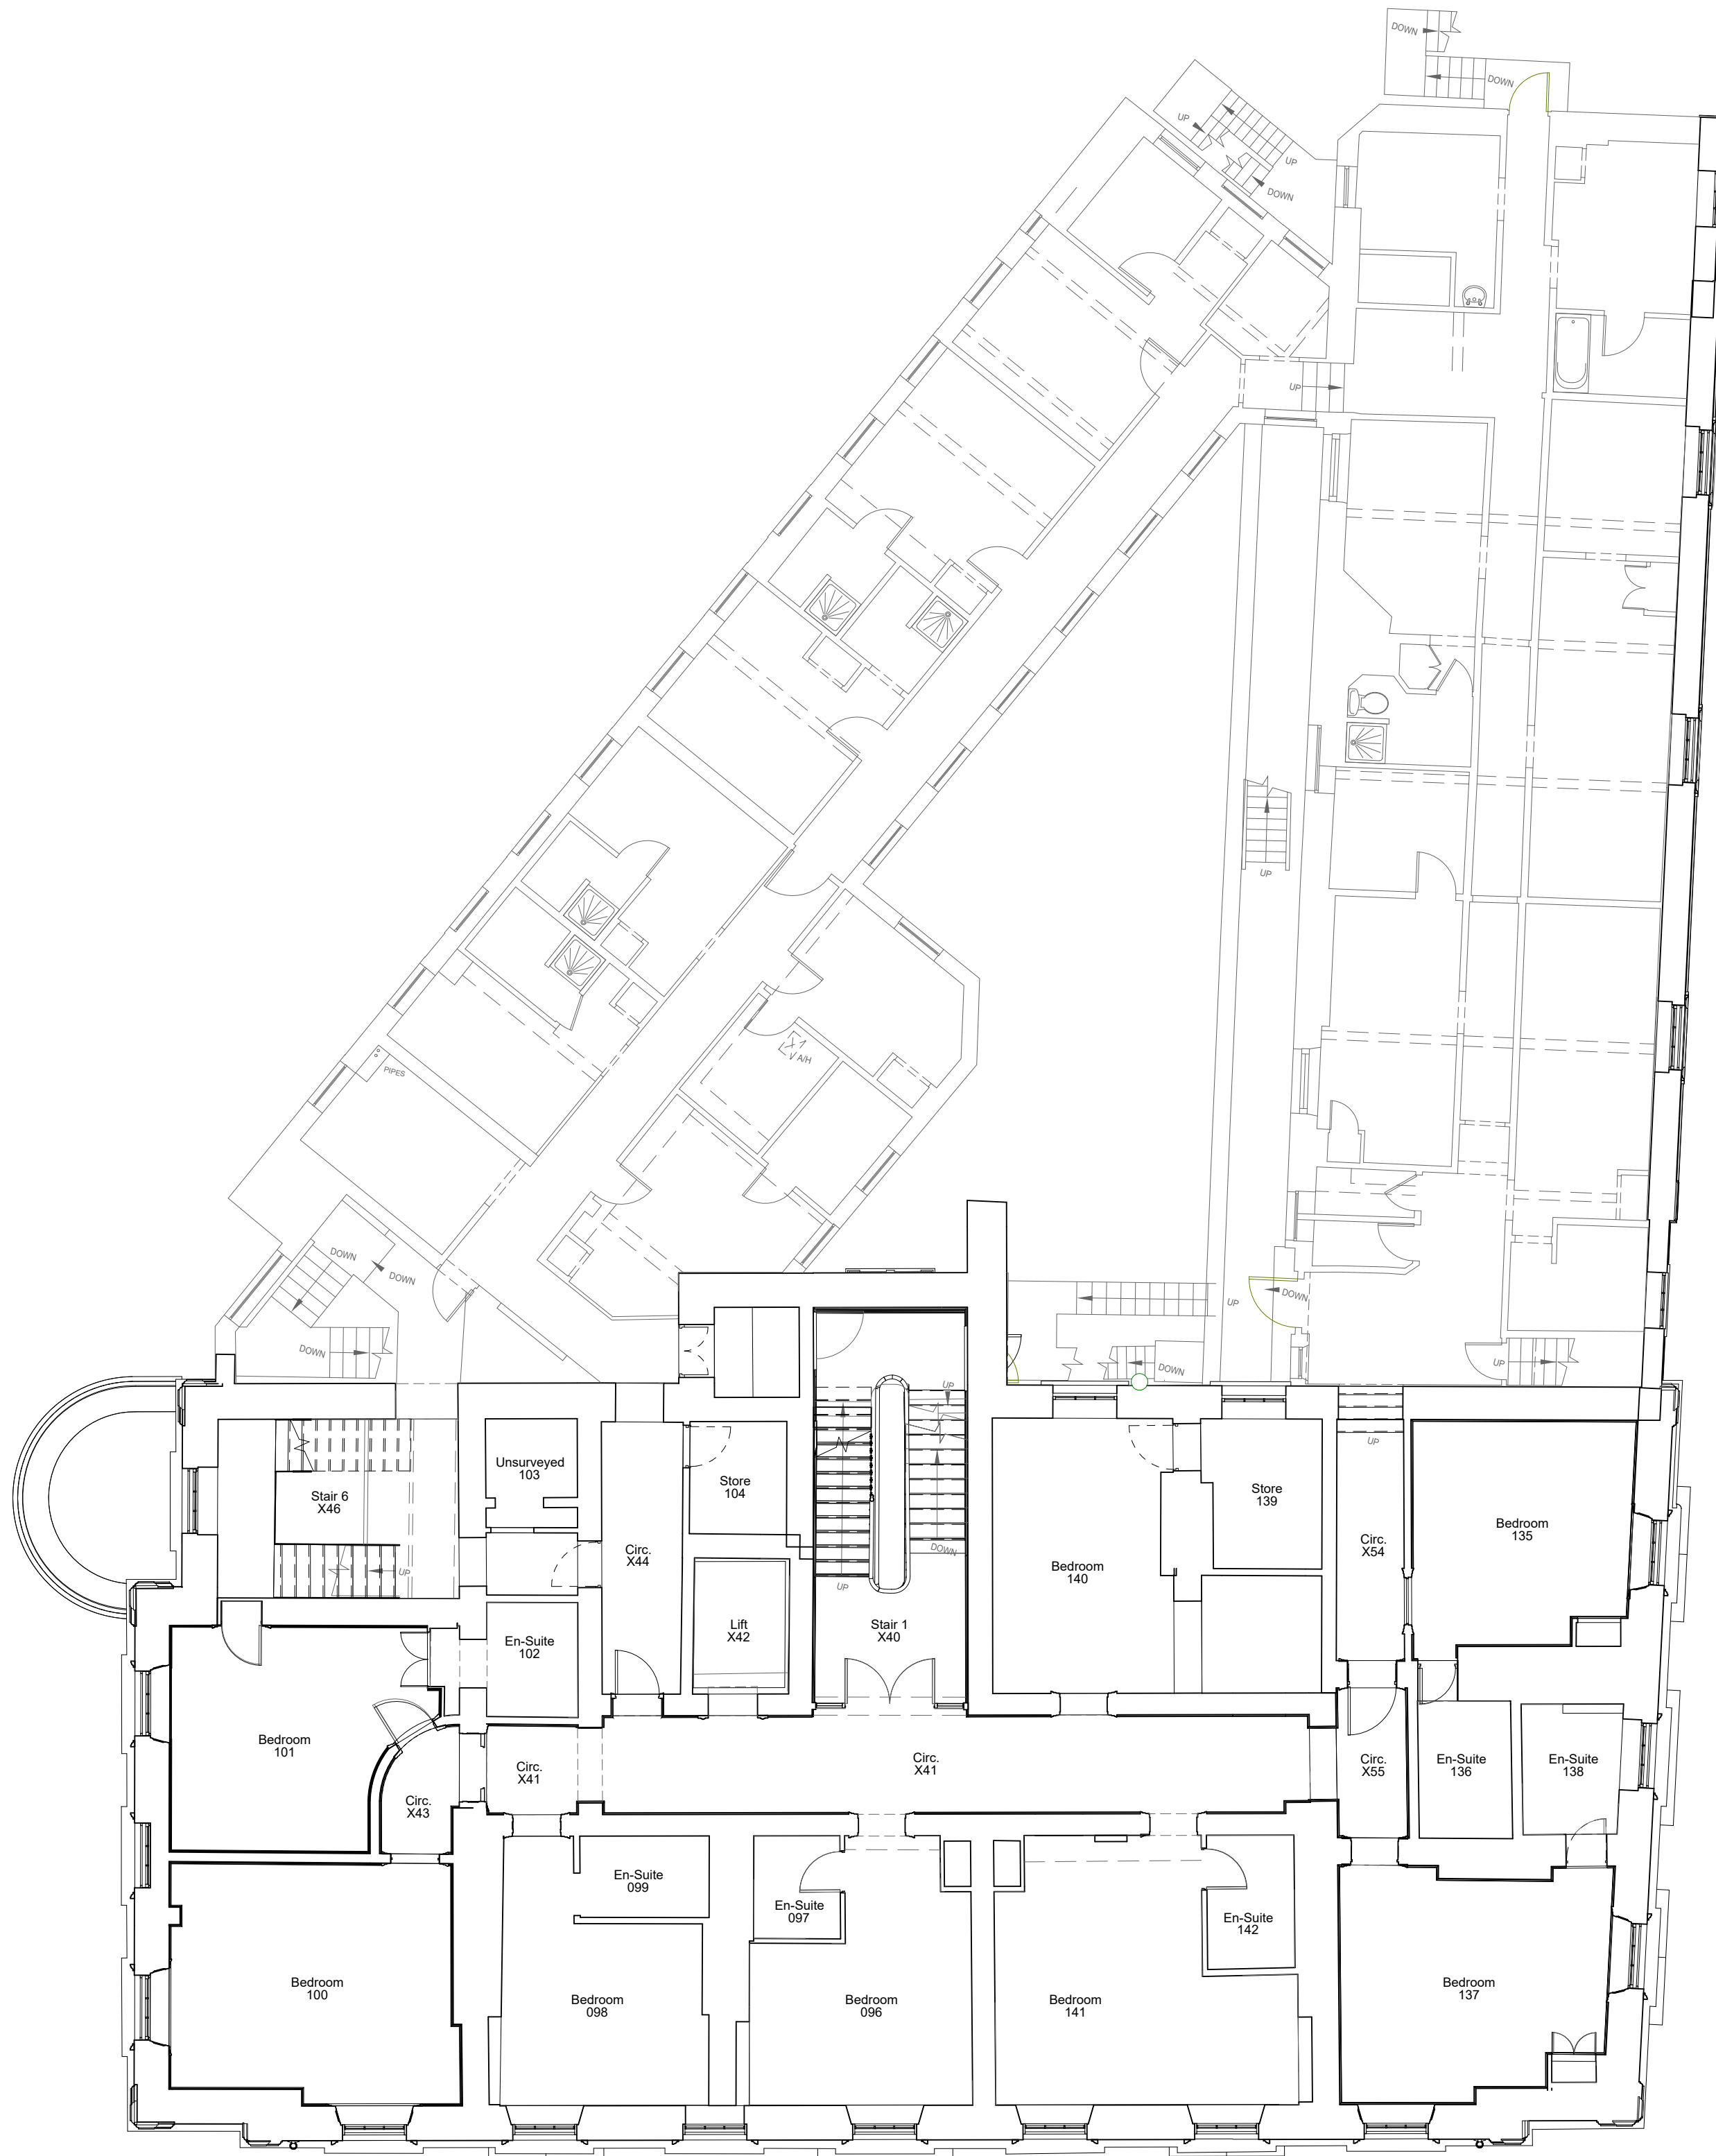 DOWN
DOWN
UP
UP
DOWN
UP
UP
A/H
PIPES
DOWN
DOWN
DOWN
UP
DOWN
DOWN
UP
UP
UP
Unsurveyed
103
Stair 6
X46
Store
104
Store
139
Bedroom
135
Circ.
X54
Circ.
X44
DOWN
Bedroom
140
UP
UP
Lift
X42
Stair 1
X40
En-Suite
102
Bedroom
101
Circ.
X41
Circ.
X41
Circ.
X55
En-Suite
136
En-Suite
138
Circ.
X43
En-Suite
099
En-Suite
097
En-Suite
142
Bedroom
100
Bedroom
098
Bedroom
096
Bedroom
141
Bedroom
137